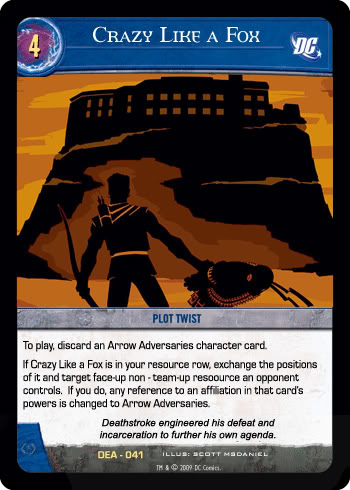 4
CRAZY LIKE A FOX
DC
PLOT TWIST
To play, discard an Arrow Adversaries character card.
If Crazy Like a Fox is in your resource row, exchange the positions
of it and target face-up non - team-up resoource an opponent
controls. If you do, any reference to an affiliation in that card's
powers is changed to Arrow Adversaries.
Deathstroke engineered his defeat and
incarceration to further his own agenda.
DEA - 041 ILLUS: SCOTT MSDANIEL
TM & © 2009 DC Comics.